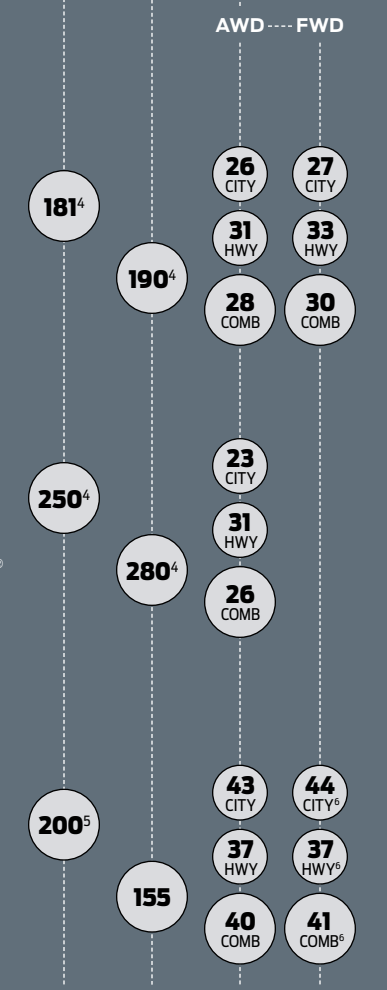 AWD FWD
26 CITY 27 CITY
181⁴ 31 HWY 33 HWY
190⁴ 28 COMB 30 COMB
23 CITY
250⁴ 31 HWY
280⁴ 26 COMB
43 CITY 44 CITY⁶
200⁵ 37 HWY 37 HWY⁶
155 40 COMB 41 COMB⁶